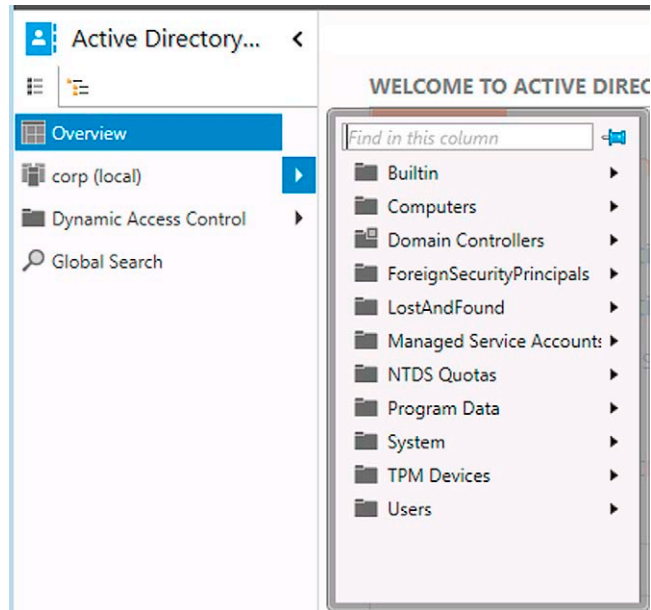 Active Directory...
WELCOME TO ACTIVE DIREC
Overview
corp (local)
Dynamic Access Control
Global Search
Find in this column
Builtin
Computers
Domain Controllers
ForeignSecurityPrincipals
LostAndFound
Managed Service Accounts
NTDS Quotas
Program Data
System
TPM Devices
Users